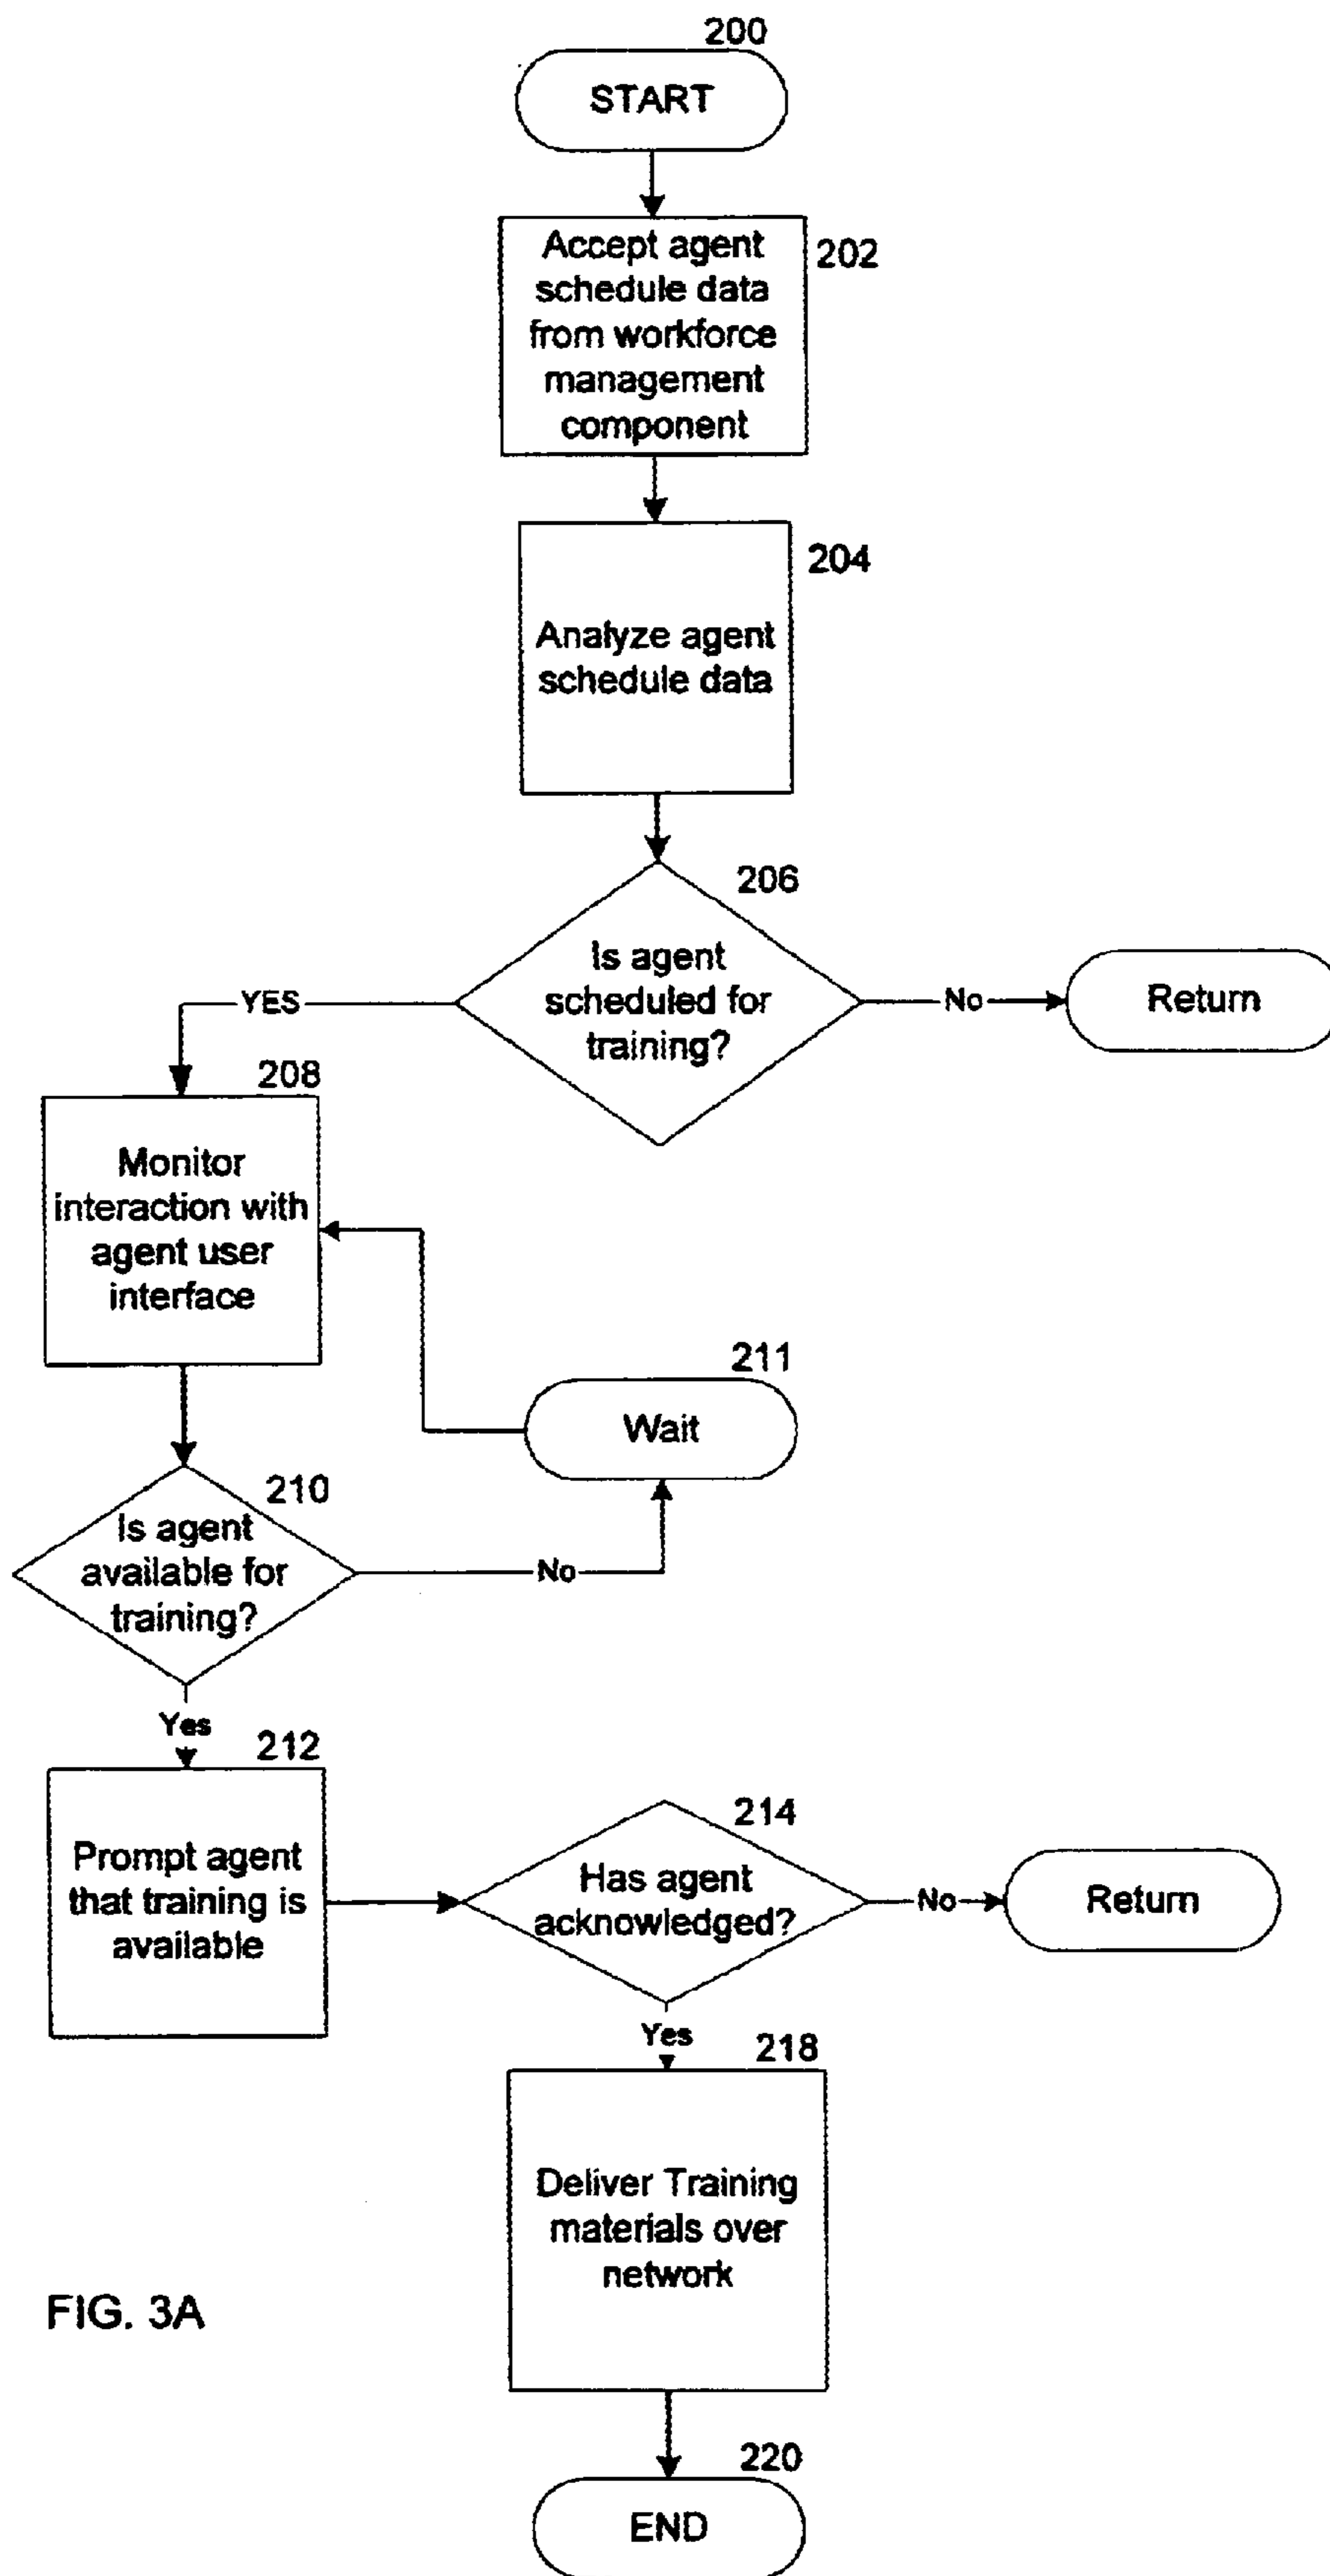 200
START
Accept agent
schedule data
from workforce
management
component
202
204
Analyze agent
schedule data
206
Is agent
scheduled for
training?
YES
No
Return
208
Monitor
interaction with
agent user
interface
211
Wait
210
Is agent
available for
training?
No
Yes
212
Prompt agent
that training is
available
214
Has agent
acknowledged?
No
Return
Yes
218
Deliver Training
materials over
network
FIG. 3A
220
END